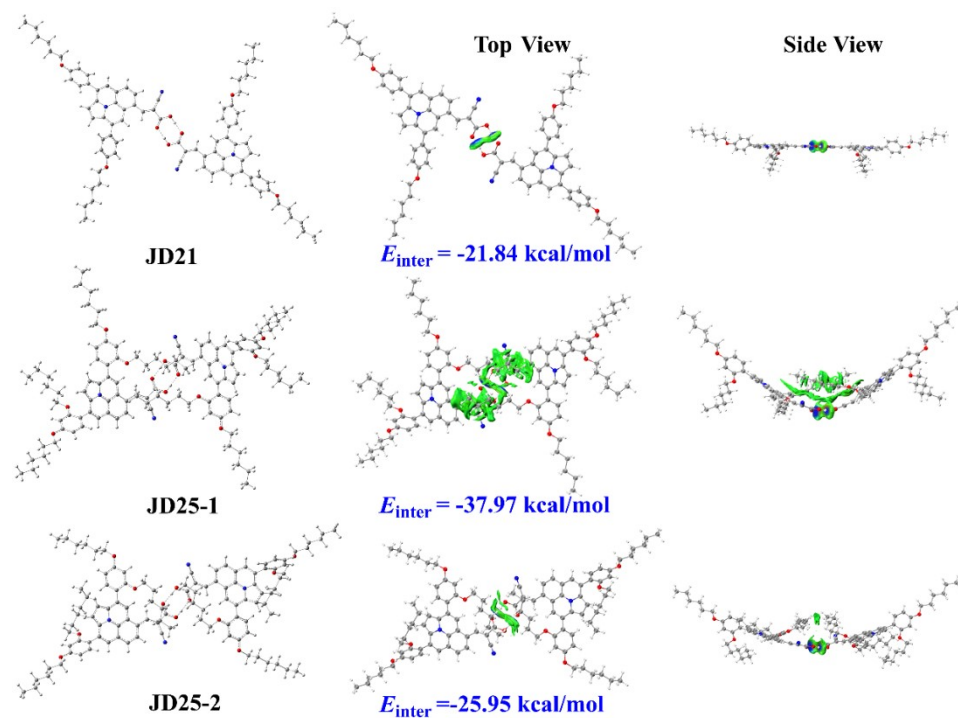 Top View
Side View
JD21
Einter = -21.84 kcal/mol
JD25-1
Einter = -37.97 kcal/mol
JD25-2
Einter =-25.95 kcal/mol